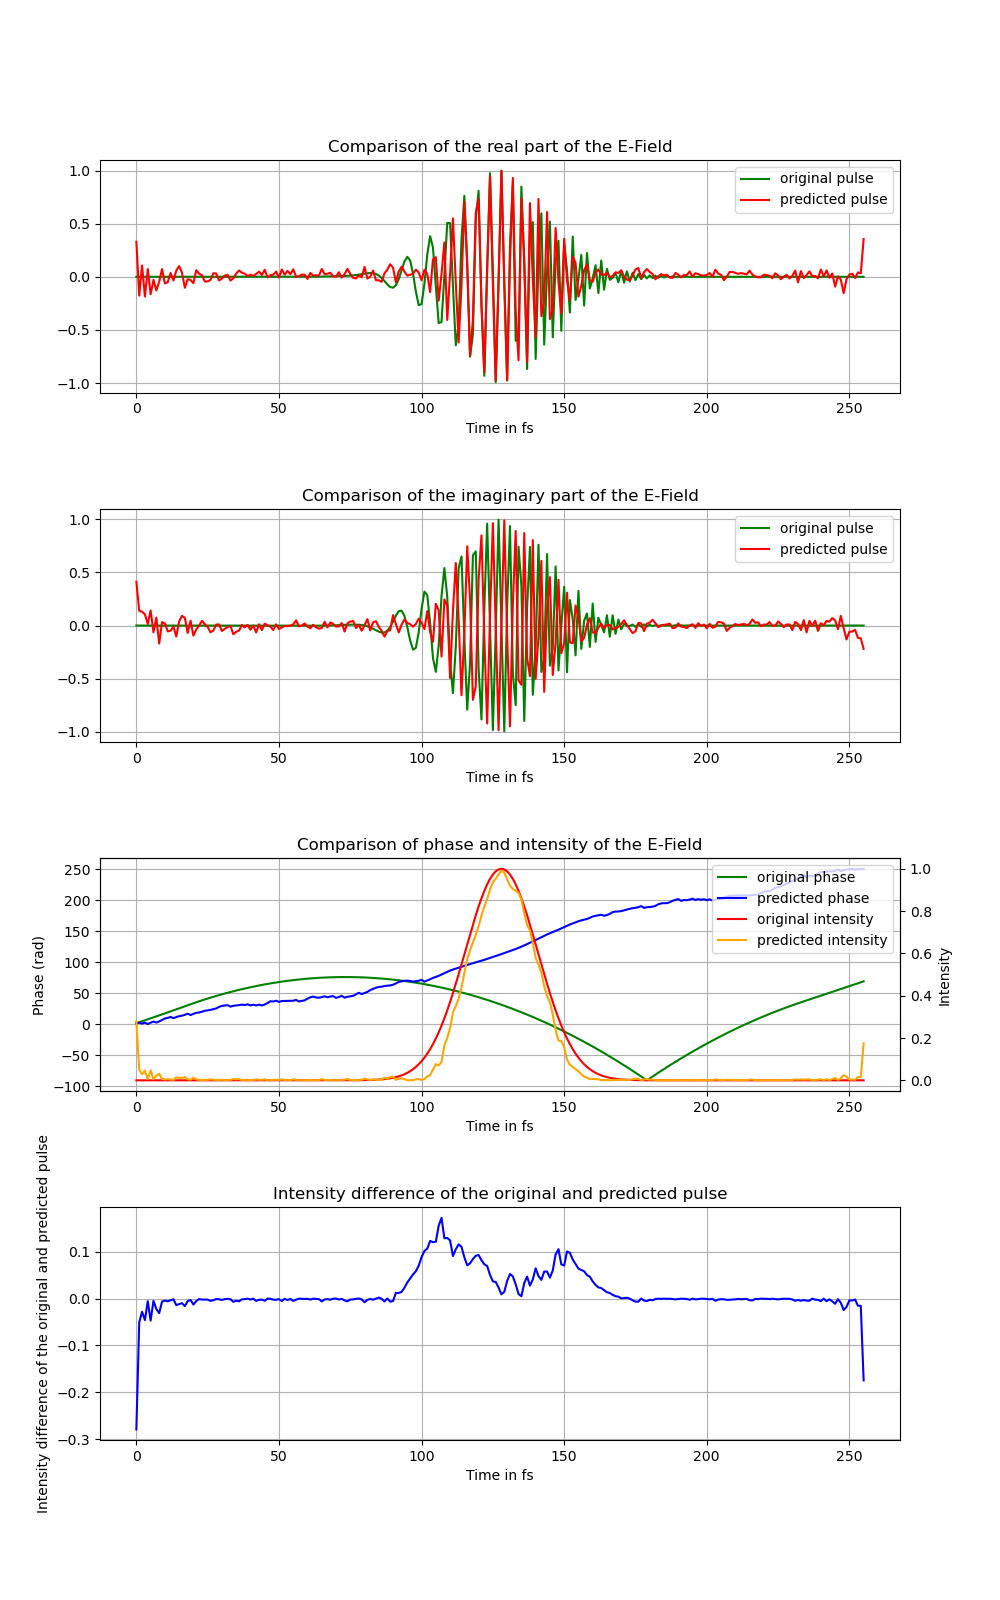 Comparison of the real part of the E-Field
original pulse
predicted pulse
1.0
0.5
0.0
−0.5
−1.0
0 50 100 150 200 250
Time in fs
Comparison of the imaginary part of the E-Field
original pulse
predicted pulse
1.0
0.5
0.0
−0.5
−1.0
0 50 100 150 200 250
Time in fs
Comparison of phase and intensity of the E-Field
original phase
predicted phase
original intensity
predicted intensity
Phase (rad)
250
200
150
100
50
0
−50
−100
1.0
0.8
0.6
0.4
0.2
0.0
Intensity
0 50 100 150 200 250
Time in fs
Intensity difference of the original and predicted pulse
Intensity difference of the original and predicted pulse
0.1
0.0
−0.1
−0.2
−0.3
0 50 100 150 200 250
Time in fs